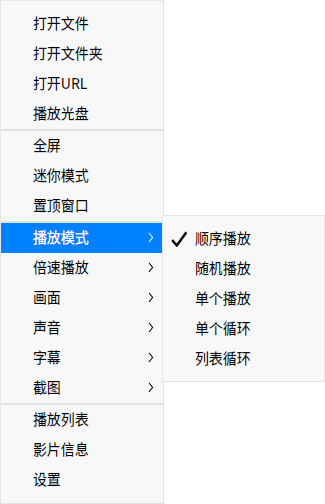 打开文件
打开文件夹
打开URL
播放光盘
全屏
迷你模式
置顶窗口
播放模式
倍速播放
画面
声音
字幕
截图
播放列表
影片信息
设置
顺序播放
随机播放
单个播放
单个循环
列表循环